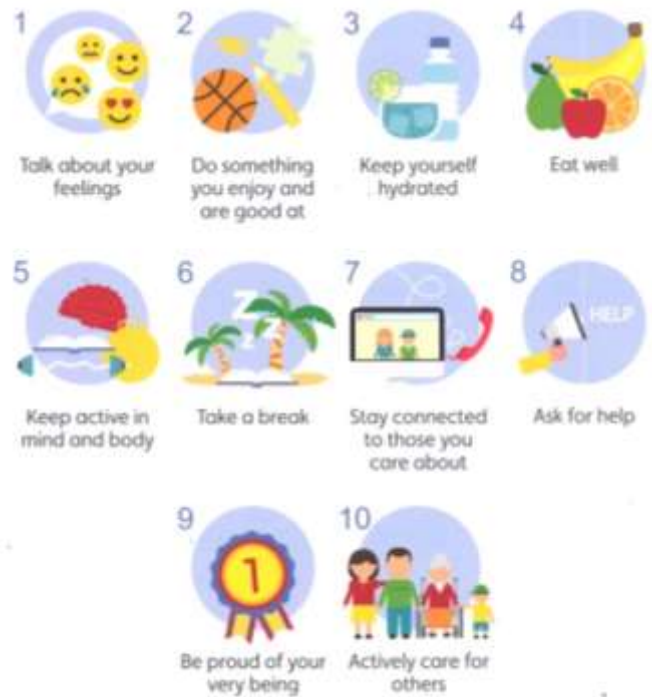 1
Talk about your
feelings
2
Do something
you enjoy and
are good at
3
Keep yourself
hydrated
4
Eat well
5
Keep active in
mind and body
6
Z
Z
z
Take a break
7
Stay connected
to those you
care about
8
HELP
Ask for help
9
1
Be proud of your
very being
10
Actively care for
others